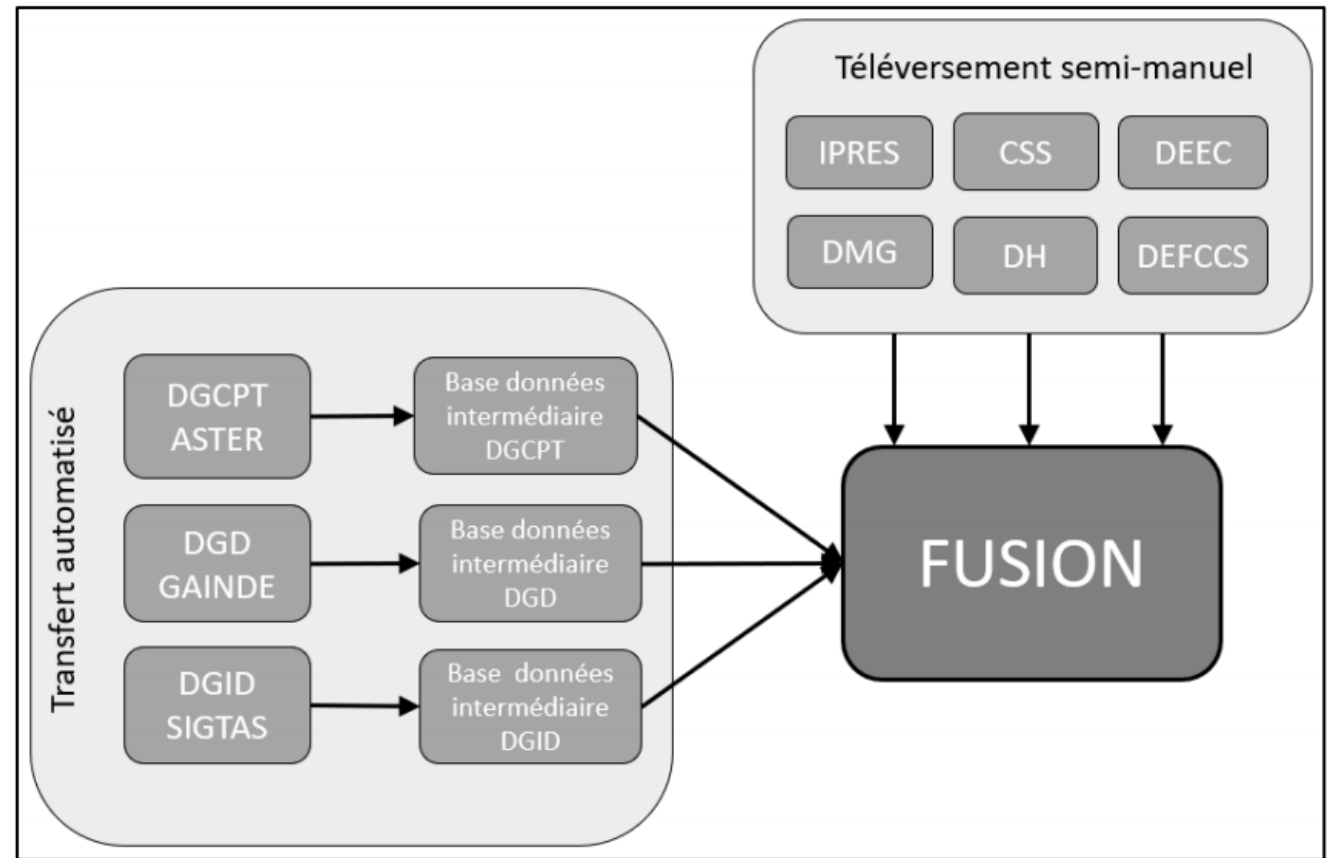 Téléversement semi-manuel
IPRES
CSS
DEEC
DMG
DH
DEFCCS
Transfert automatisé
DGCPT
ASTER
Base données
intermédiaire
DGCPT
DGD
GAINDE
Base données
intermédiaire
DGD
DGID
SIGTAS
Base données
intermédiaire
DGID
FUSION